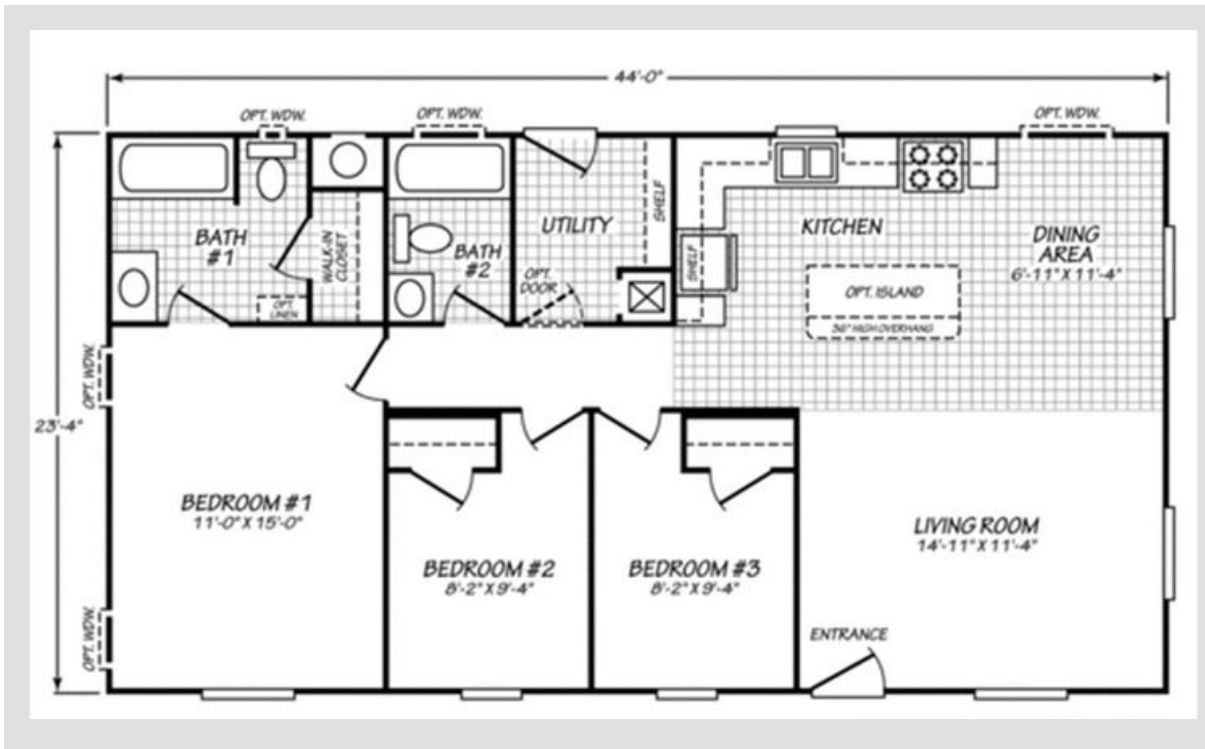 44'-0"
OPT. WDW.
OPT. WDW.
OPT. WDW.
BATH
#1
WALK-IN
CLOSET
OPT.
LINEN
BATH
#2
UTILITY
SHELF
OPT.
DOOR
SHELF
KITCHEN
OPT. ISLAND
36" HIGH OVERHANG
DINING
AREA
6'-11" X 11'-4"
OPT. WDW.
23'-4"
BEDROOM #1
11'-0" X 15'-0"
BEDROOM #2
8'-2" X 9'-4"
BEDROOM #3
8'-2" X 9'-4"
LIVING ROOM
14'-11" X 11'-4"
OPT. WDW.
ENTRANCE